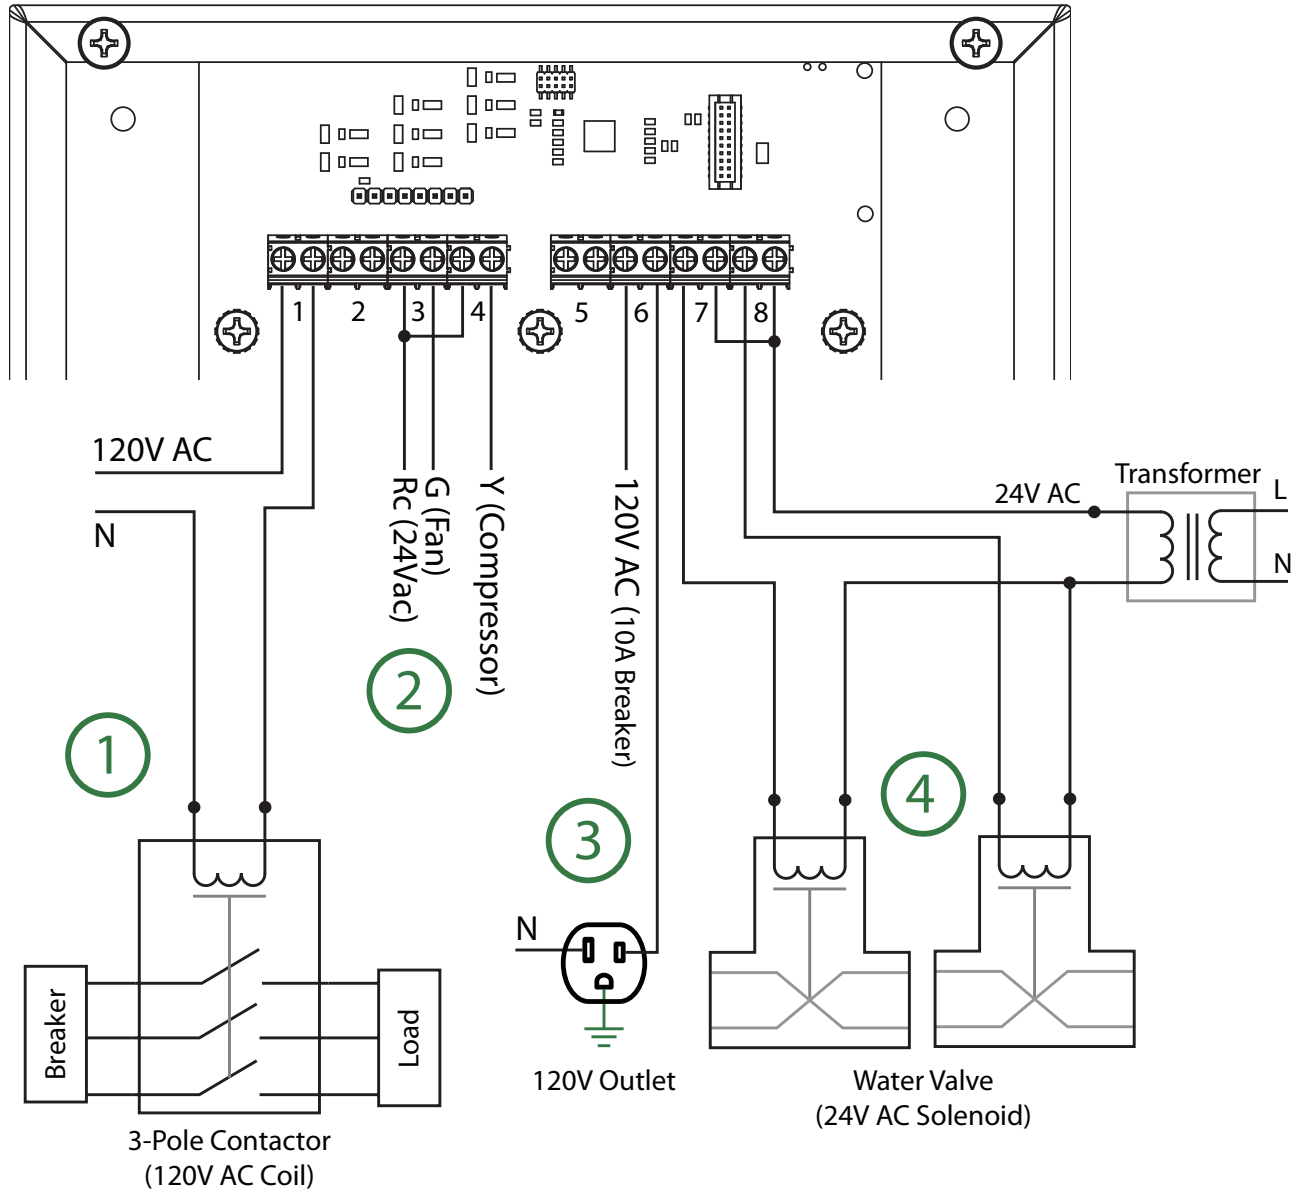 1 2 3 4 5 6 7 8
120V AC
N
Rc (24Vac)
G (Fan)
Y (Compressor)
120V AC (10A Breaker)
24V AC
Transformer
L
N
1
2
3
4
N
Breaker
Load
120V Outlet
Water Valve
(24V AC Solenoid)
3-Pole Contactor
(120V AC Coil)